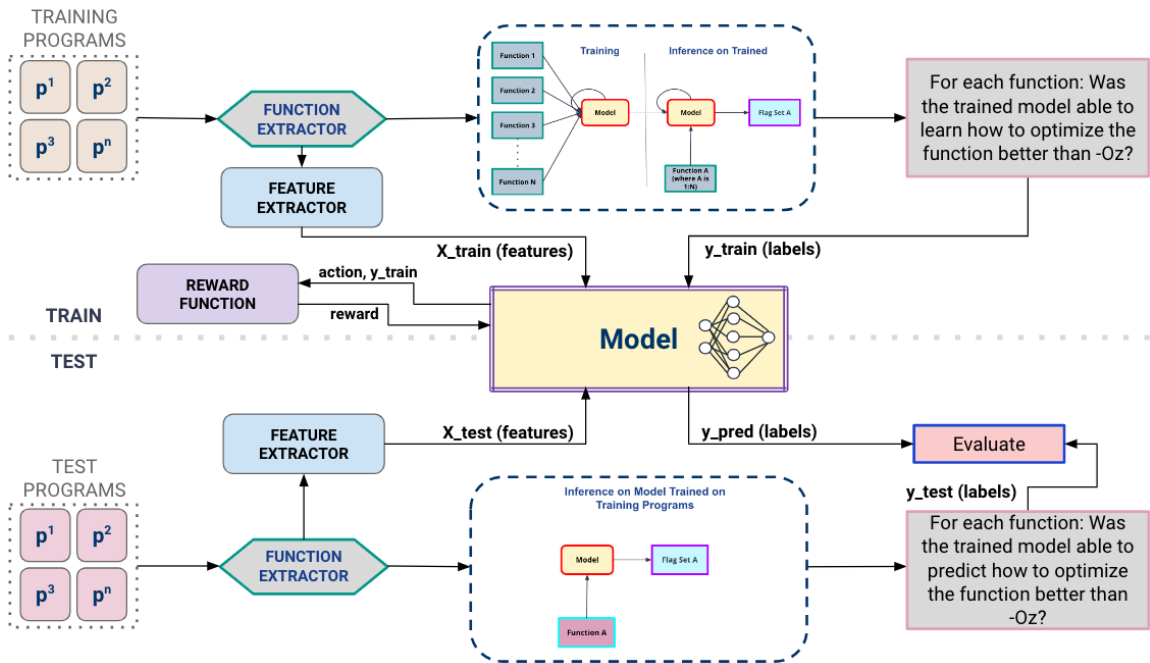 TRAINING
PROGRAMS
p¹
p²
p³
pⁿ
FUNCTION
EXTRACTOR
FEATURE
EXTRACTOR
Training
Inference on Trained
Function 1
Function 2
Function 3
Function N
Model
Model
Flag Set A
Function A
(where A is
1:N)
For each function: Was
the trained model able to
learn how to optimize the
function better than -Oz?
X_train (features)
y_train (labels)
REWARD
FUNCTION
action, y_train
reward
TRAIN
TEST
Model
FEATURE
EXTRACTOR
X_test (features)
y_pred (labels)
Evaluate
y_test (labels)
TEST
PROGRAMS
p¹
p²
p³
pⁿ
FUNCTION
EXTRACTOR
Inference on Model Trained on
Training Programs
Model
Flag Set A
Function A
For each function: Was
the trained model able to
predict how to optimize
the function better than
-Oz?